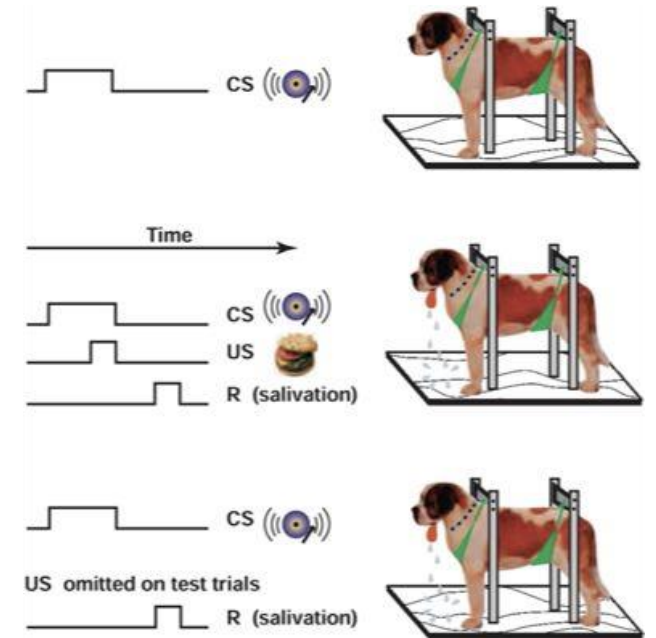 CS
Time
CS
US
R (salivation)
CS
US omitted on test trials
R (salivation)